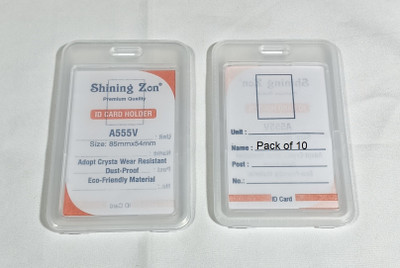 Shining Zon®
Premium Quality
ID CARD HOLDER
A555V
Size: 86mmx54mm
Adopt Crysta Wear Resistant
Dust-Proof
Eco-Friendly Material
ID Card
Unit :
Name : Pack of 10
Post :
No.:
ID Card